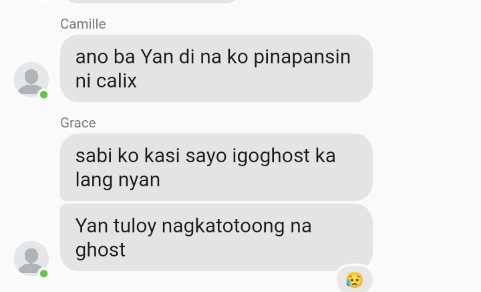 Camille
ano ba Yan di na ko pinapansin
ni calix
Grace
sabi ko kasi sayo igoghost ka
lang nyan
Yan tuloy nagkatotoong na
ghost